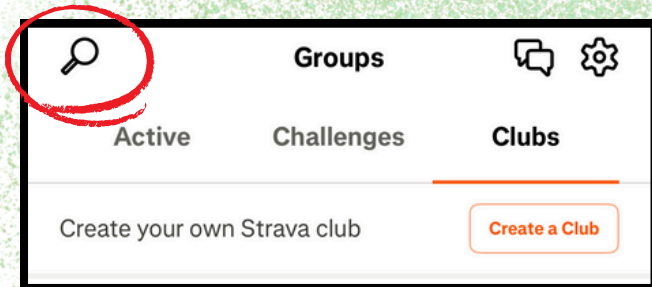 Groups
Active Challenges Clubs
Create your own Strava club Create a Club